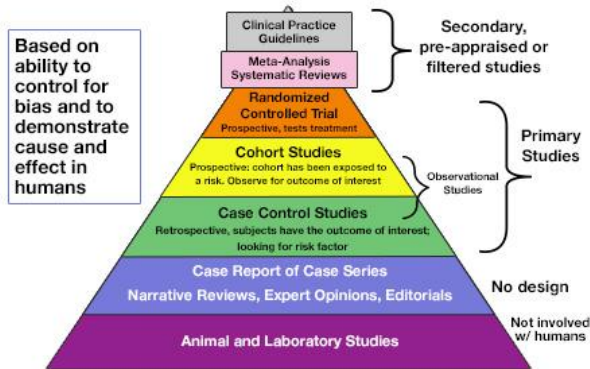 Based on
ability to
control for
bias and to
demonstrate
cause and
effect in
humans
Clinical Practice
Guidelines
Meta-Analysis
Systematic Reviews
Secondary,
pre-appraised or
filtered studies
Randomized
Controlled Trial
Prospective, tests treatment
Cohort Studies
Prospective: cohort has been exposed to
a risk. Observe for outcome of interest
Case Control Studies
Retrospective, subjects have the outcome of interest;
looking for risk factor
Observational
Studies
Primary
Studies
Case Report of Case Series
Narrative Reviews, Expert Opinions, Editorials
No design
Animal and Laboratory Studies
Not involved
w/ humans